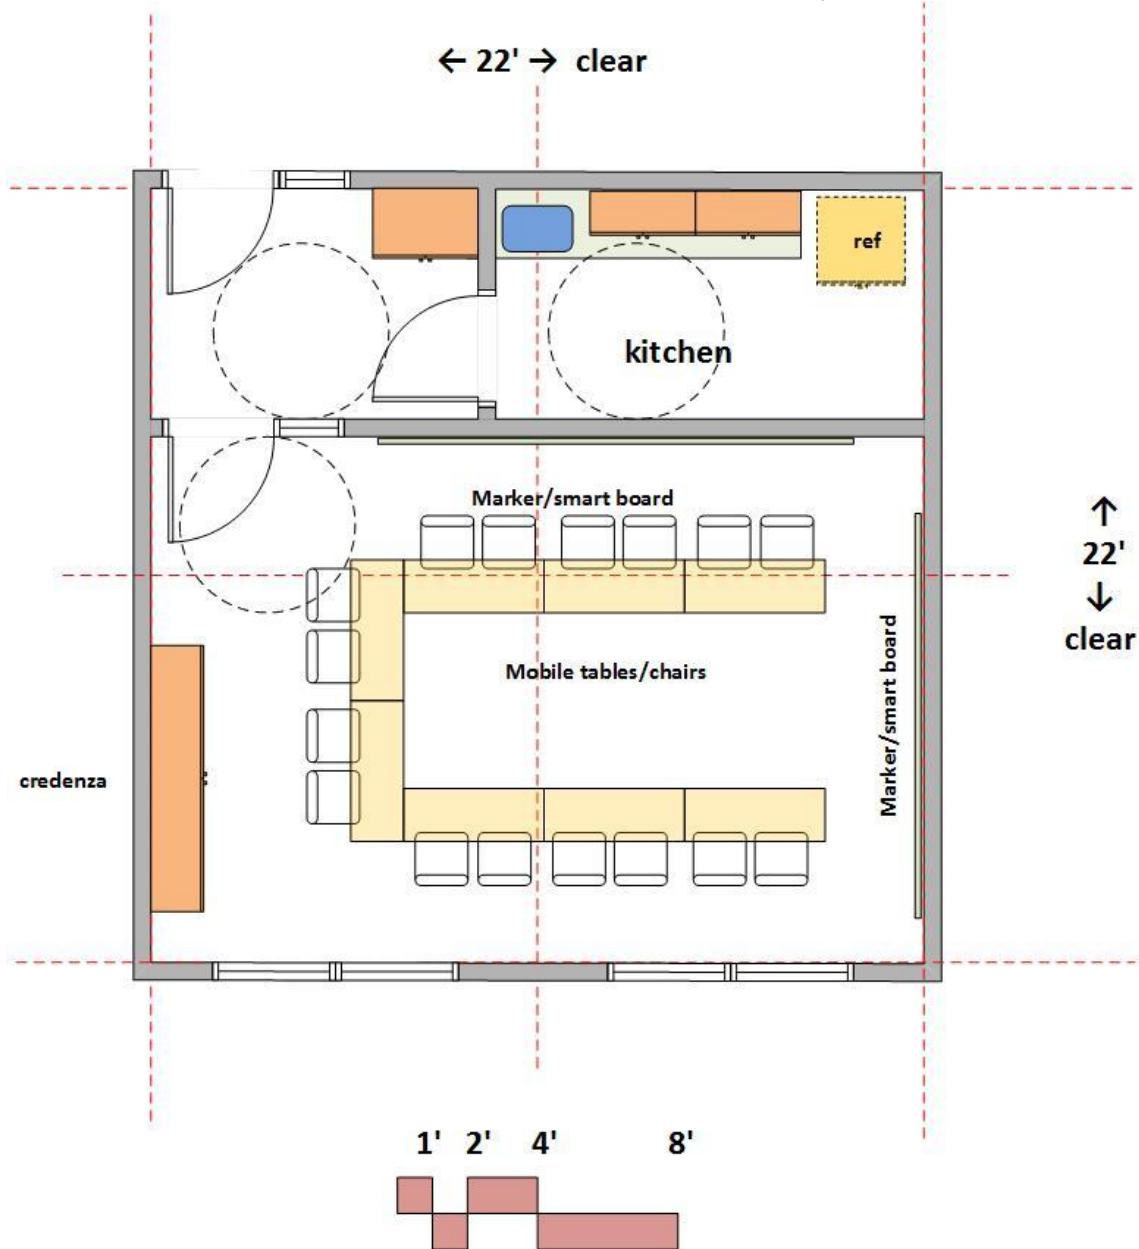 ← 22' → clear
ref
kitchen
Marker/smart board
↑
22'
↓
clear
Mobile tables/chairs
Marker/smart board
credenza
1' 2' 4' 8'